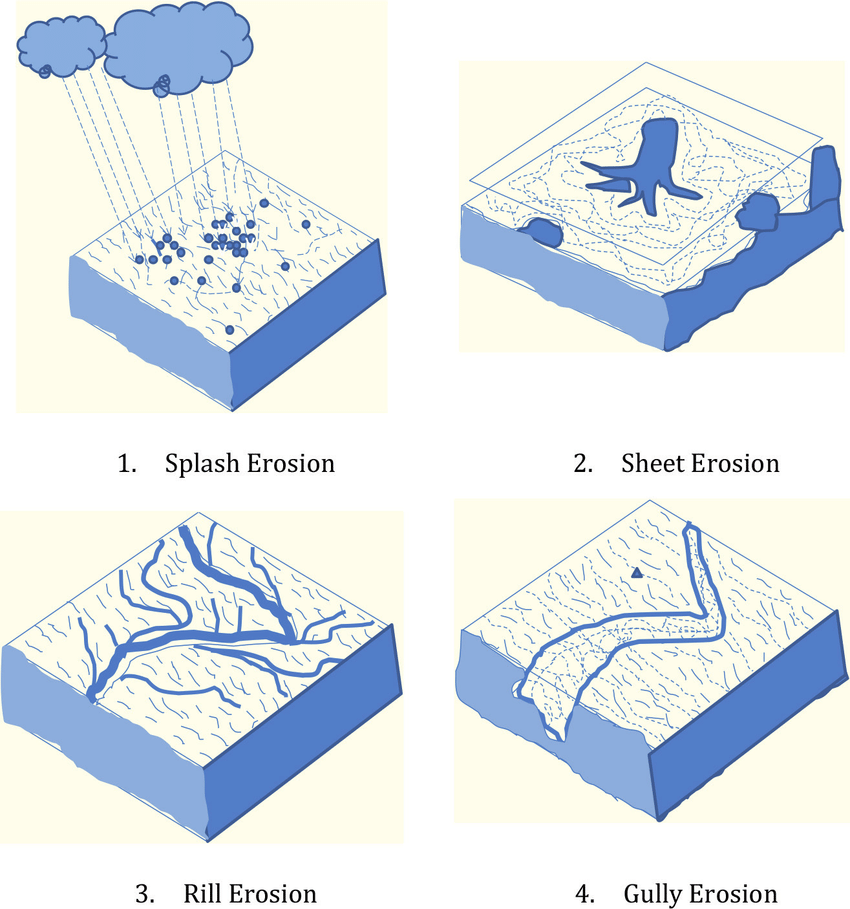 1. Splash Erosion
2. Sheet Erosion
3. Rill Erosion
4. Gully Erosion